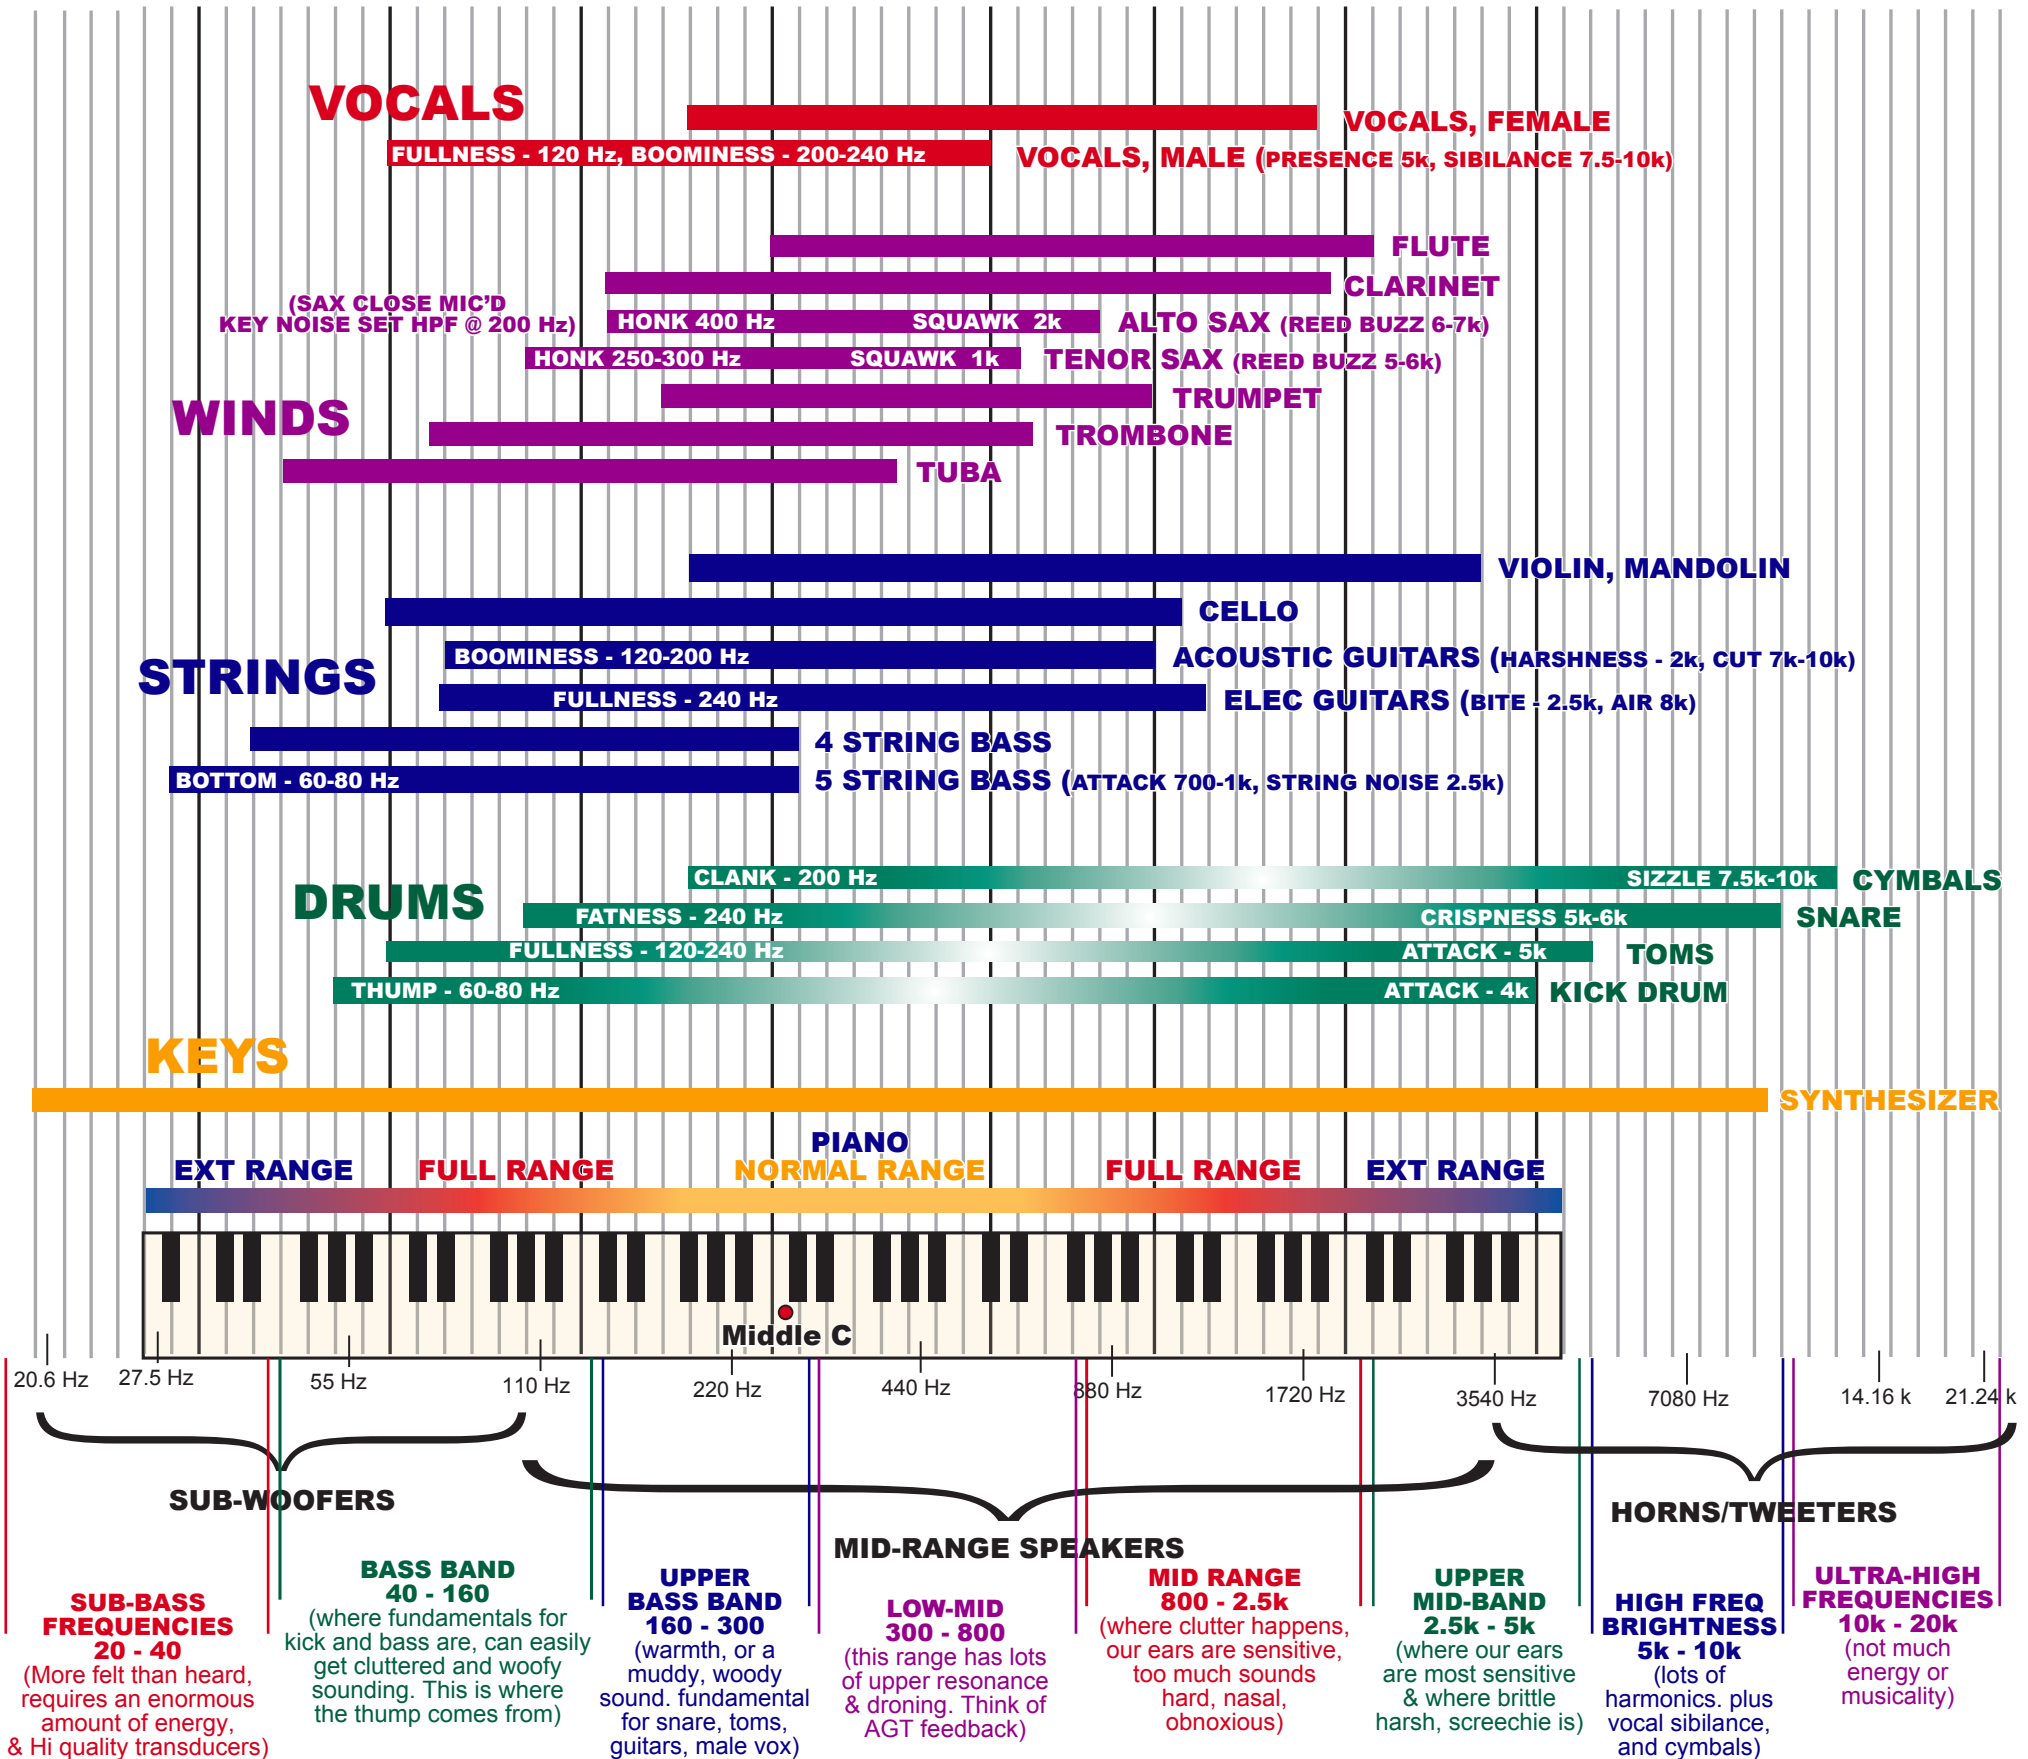 VOCALS
VOCALS, FEMALE
FULLNESS - 120 Hz, BOOMINESS - 200-240 Hz
VOCALS, MALE (PRESENCE 5k, SIBILANCE 7.5-10k)
FLUTE
CLARINET
(SAX CLOSE MIC'D
KEY NOISE SET HPF @ 200 Hz)
HONK 400 Hz SQUAWK 2k
ALTO SAX (REED BUZZ 6-7k)
HONK 250-300 Hz SQUAWK 1k
TENOR SAX (REED BUZZ 5-6k)
WINDS
TRUMPET
TROMBONE
TUBA
VIOLIN, MANDOLIN
CELLO
STRINGS
BOOMINESS - 120-200 Hz
ACOUSTIC GUITARS (HARSHNESS - 2k, CUT 7k-10k)
FULLNESS - 240 Hz
ELEC GUITARS (BITE - 2.5k, AIR 8k)
4 STRING BASS
BOTTOM - 60-80 Hz
5 STRING BASS (ATTACK 700-1k, STRING NOISE 2.5k)
DRUMS
CLANK - 200 Hz SIZZLE 7.5k-10k
CYMBALS
FATNESS - 240 Hz CRISPNESS 5k-6k
SNARE
FULLNESS - 120-240 Hz ATTACK - 5k
TOMS
THUMP - 60-80 Hz ATTACK - 4k
KICK DRUM
KEYS
SYNTHESIZER
PIANO
EXT RANGE FULL RANGE NORMAL RANGE FULL RANGE EXT RANGE
Middle C
20.6 Hz 27.5 Hz 55 Hz 110 Hz 220 Hz 440 Hz 880 Hz 1720 Hz 3540 Hz 7080 Hz 14.16 k 21.24 k
SUB-WOOFERS
MID-RANGE SPEAKERS
HORNS/TWEETERS
SUB-BASS
FREQUENCIES
20 - 40
(More felt than heard,
requires an enormous
amount of energy,
& Hi quality transducers)
BASS BAND
40 - 160
(where fundamentals for
kick and bass are, can easily
get cluttered and woofy
sounding. This is where
the thump comes from)
UPPER
BASS BAND
160 - 300
(warmth, or a
muddy, woody
sound. fundamental
for snare, toms,
guitars, male vox)
LOW-MID
300 - 800
(this range has lots
of upper resonance
& droning. Think of
AGT feedback)
MID RANGE
800 - 2.5k
(where clutter happens,
our ears are sensitive,
too much sounds
hard, nasal,
obnoxious)
UPPER
MID-BAND
2.5k - 5k
(where our ears
are most sensitive
& where brittle
harsh, screechie is)
HIGH FREQ
BRIGHTNESS
5k - 10k
(lots of
harmonics. plus
vocal sibilance,
and cymbals)
ULTRA-HIGH
FREQUENCIES
10k - 20k
(not much
energy or
musicality)